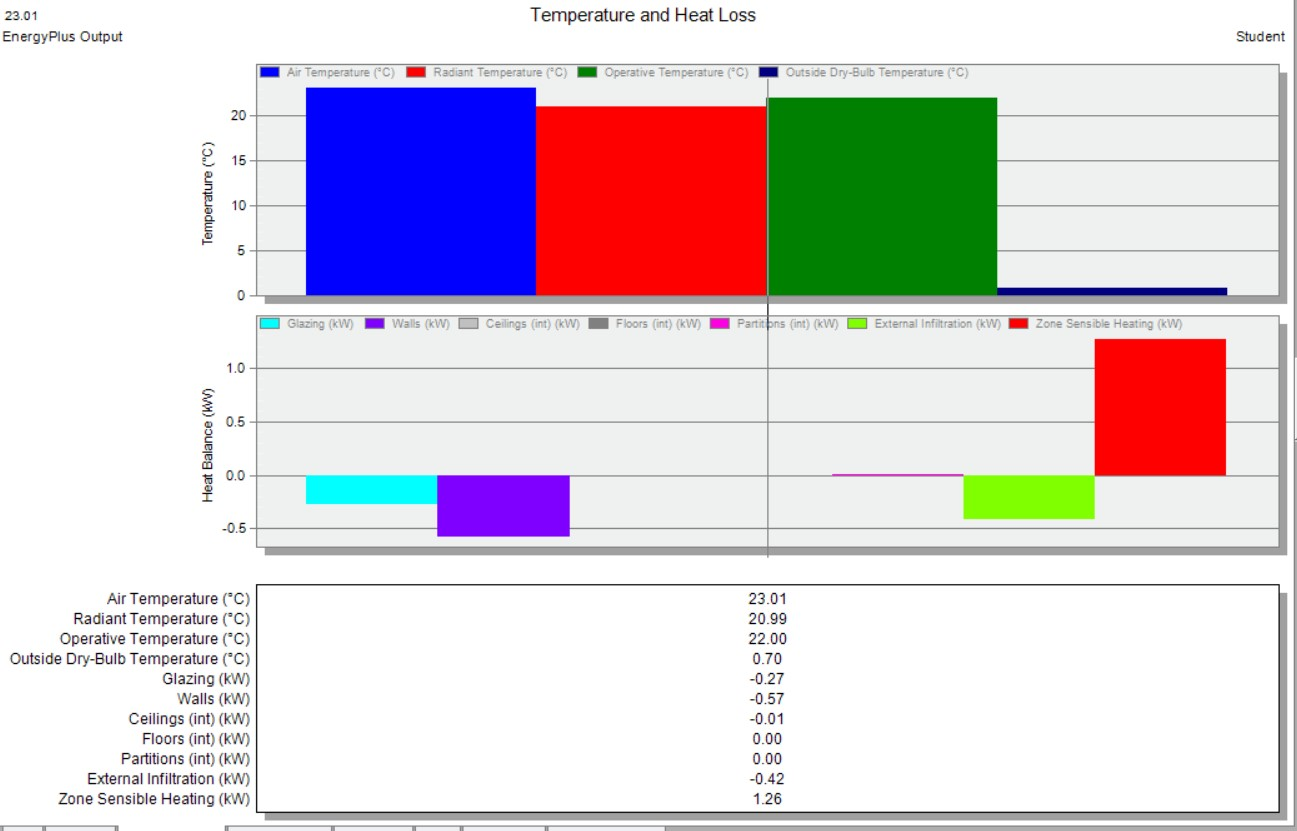 23.01
Temperature and Heat Loss
EnergyPlus Output
Student
Air Temperature (°C) Radiant Temperature (°C) Operative Temperature (°C) Outside Dry-Bulb Temperature (°C)
20
15
10
5
0
Temperature (°C)
Glazing (kW) Walls (kW) Ceilings (int) (kW) Floors (int) (kW) Partitions (int) (kW) External Infiltration (kW) Zone Sensible Heating (kW)
1.0
0.5
0.0
-0.5
Heat Balance (kW)
Air Temperature (°C) 23.01
Radiant Temperature (°C) 20.99
Operative Temperature (°C) 22.00
Outside Dry-Bulb Temperature (°C) 0.70
Glazing (kW) -0.27
Walls (kW) -0.57
Ceilings (int) (kW) -0.01
Floors (int) (kW) 0.00
Partitions (int) (kW) 0.00
External Infiltration (kW) -0.42
Zone Sensible Heating (kW) 1.26